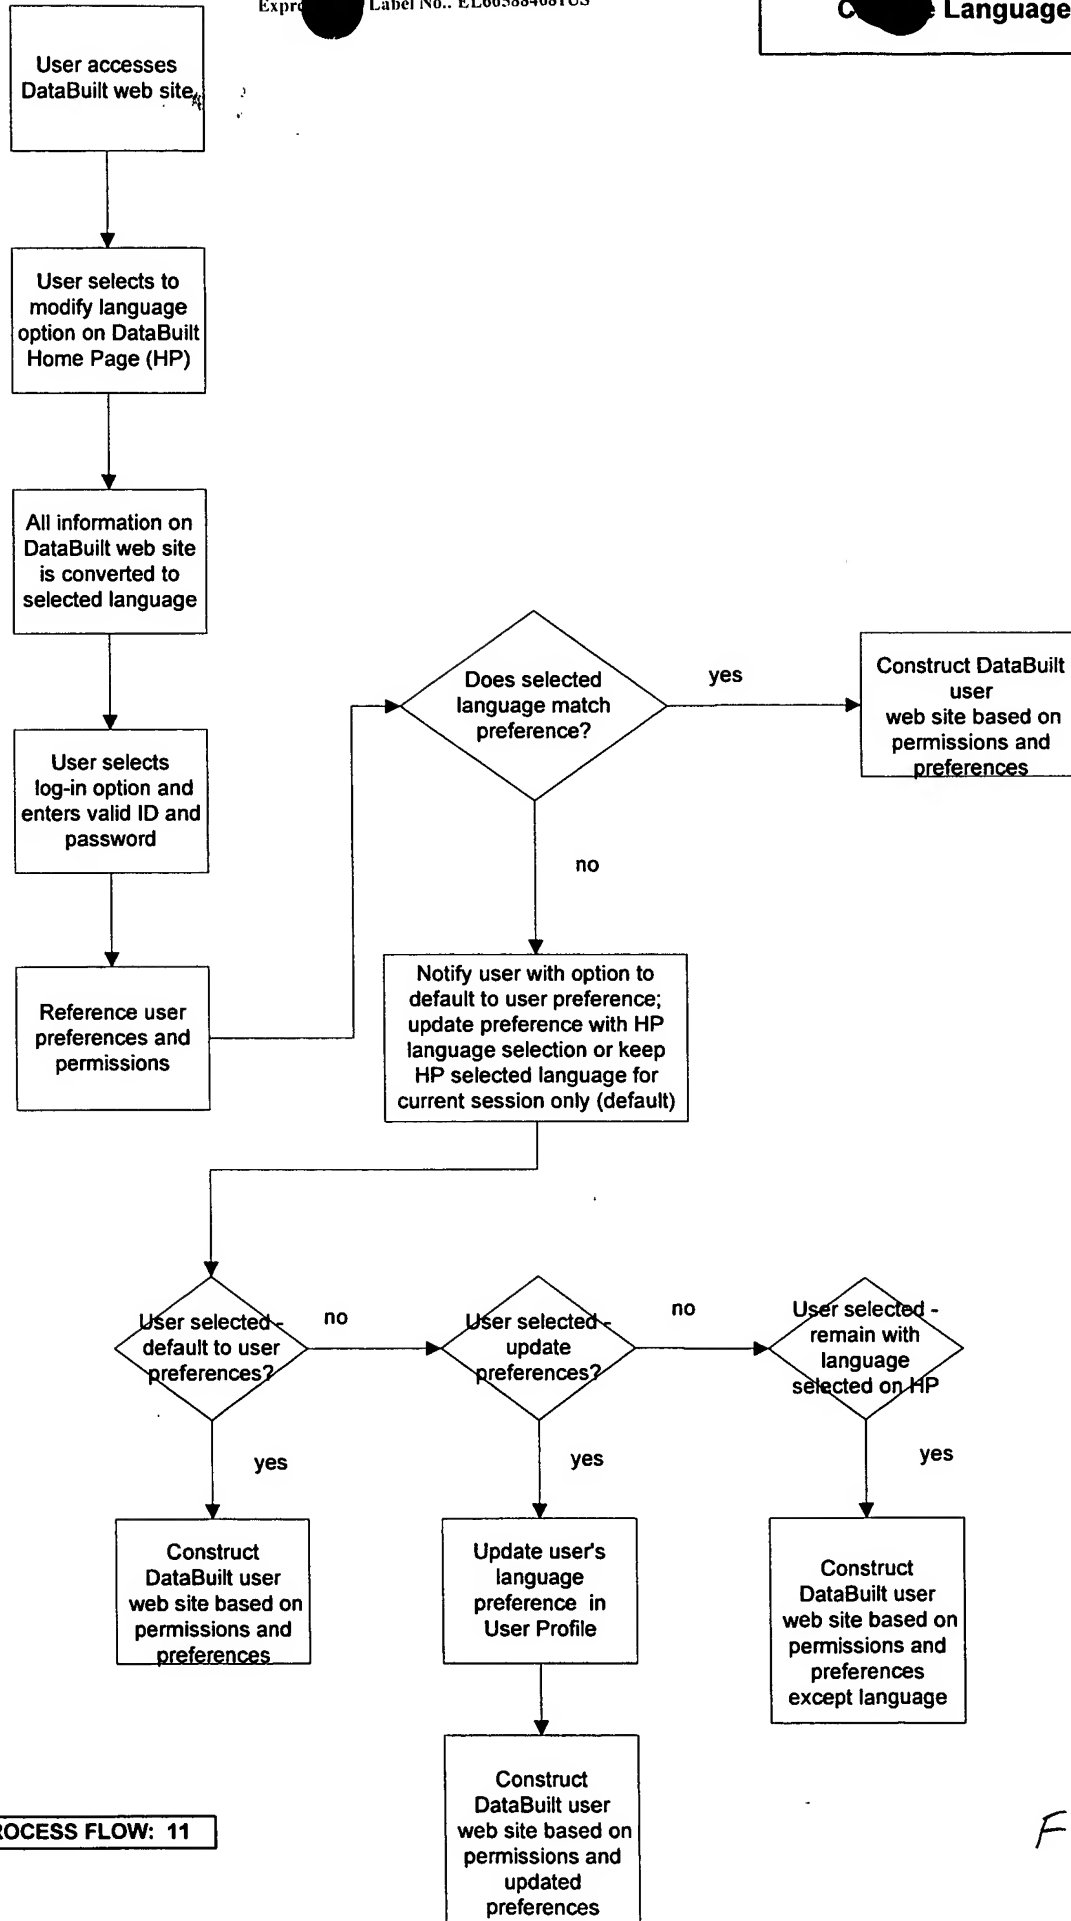 Label No.. EL665884081US
Language
User accesses
DataBuilt web site
User selects to
modify language
option on DataBuilt
Home Page (HP)
All information on
DataBuilt web site
is converted to
selected language
User selects
log-in option and
enters valid ID and
password
Reference user
preferences and
permissions
Does selected
language match
preference?
yes
Construct DataBuilt
user
web site based on
permissions and
preferences
no
Notify user with option to
default to user preference;
update preference with HP
language selection or keep
HP selected language for
current session only (default)
User selected -
default to user
preferences?
no
User selected -
update
preferences?
no
User selected -
remain with
language
selected on HP
yes
yes
yes
Construct
DataBuilt user
web site based on
permissions and
preferences
Update user's
language
preference in
User Profile
Construct
DataBuilt user
web site based on
permissions and
preferences
except language
Construct
DataBuilt user
web site based on
permissions and
updated
preferences
ROCESS FLOW: 11
F